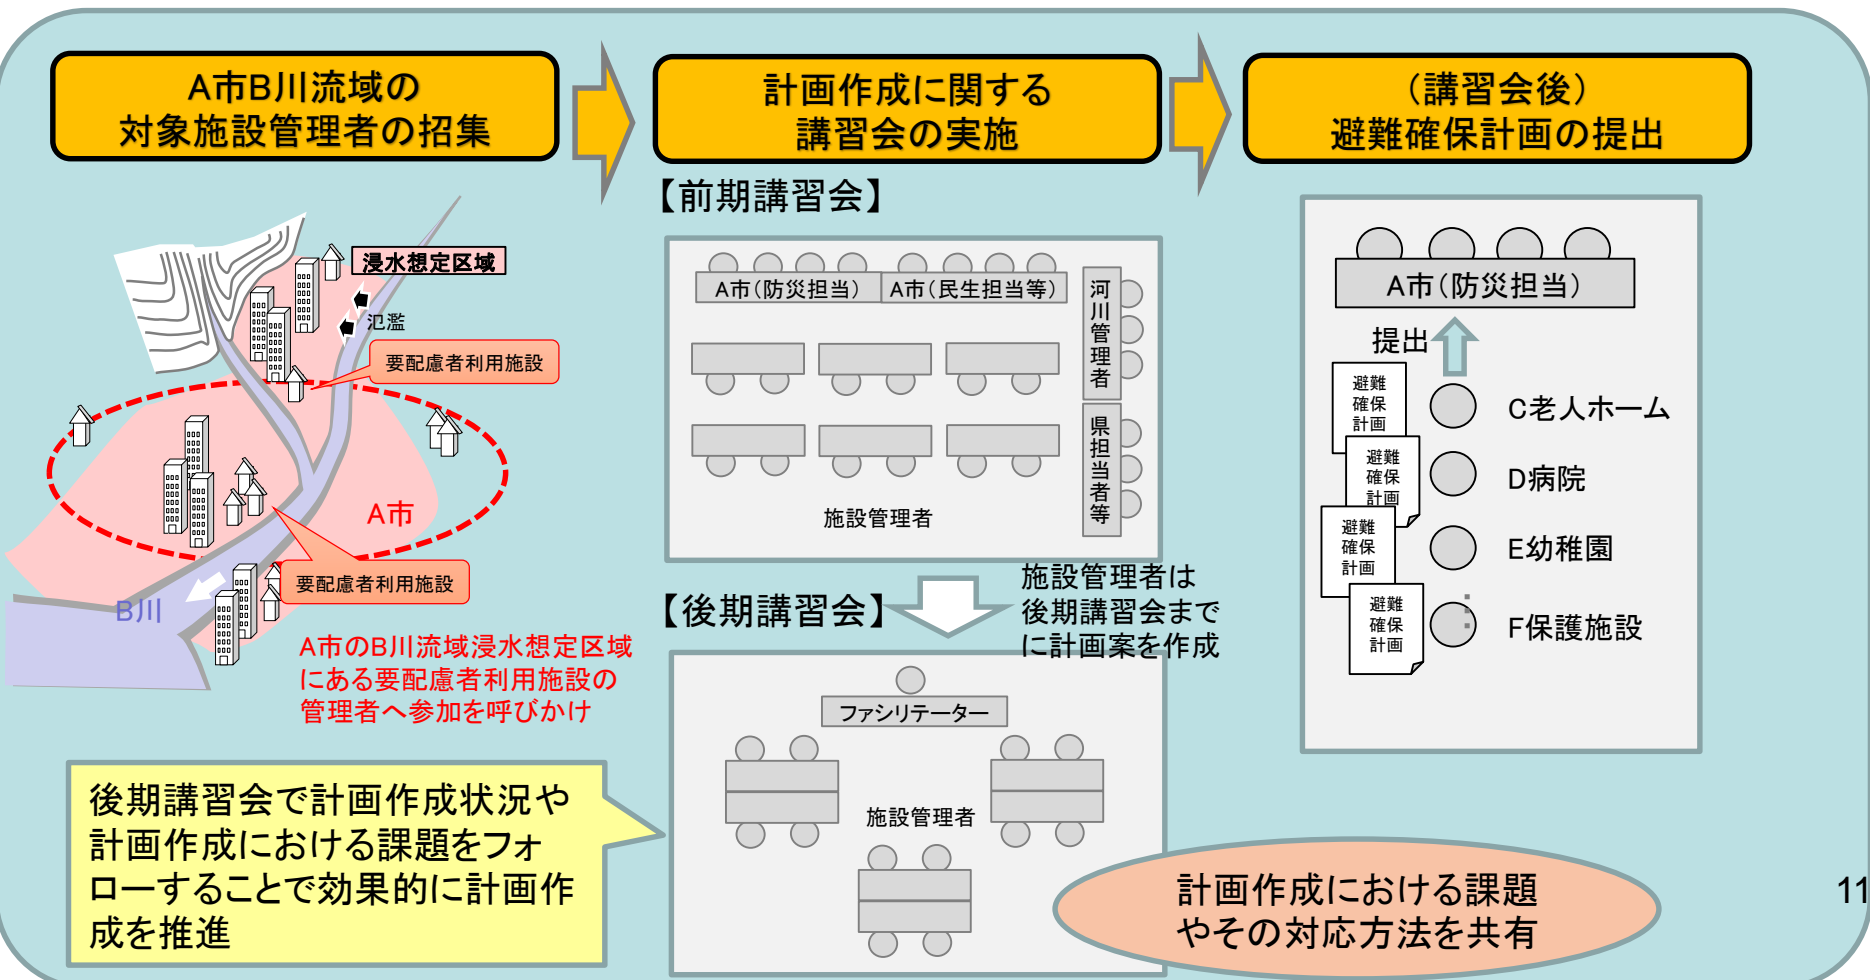 A市B川流域の
対象施設管理者の招集
計画作成に関する
講習会の実施
（講習会後）
避難確保計画の提出
浸水想定区域
氾濫
要配慮者利用施設
A市
要配慮者利用施設
B川
A市のB川流域浸水想定区域
にある要配慮者利用施設の
管理者へ参加を呼びかけ
【前期講習会】
A市（防災担当）
A市（民生担当等）
河川管理者
県担当者等
施設管理者
【後期講習会】
施設管理者は
後期講習会まで
に計画案を作成
ファシリテーター
施設管理者
後期講習会で計画作成状況や
計画作成における課題をフォ
ローすることで効果的に計画作
成を推進
計画作成における課題
やその対応方法を共有
A市（防災担当）
提出
避難
確保
計画
C老人ホーム
避難
確保
計画
D病院
避難
確保
計画
E幼稚園
避難
確保
計画
F保護施設
11